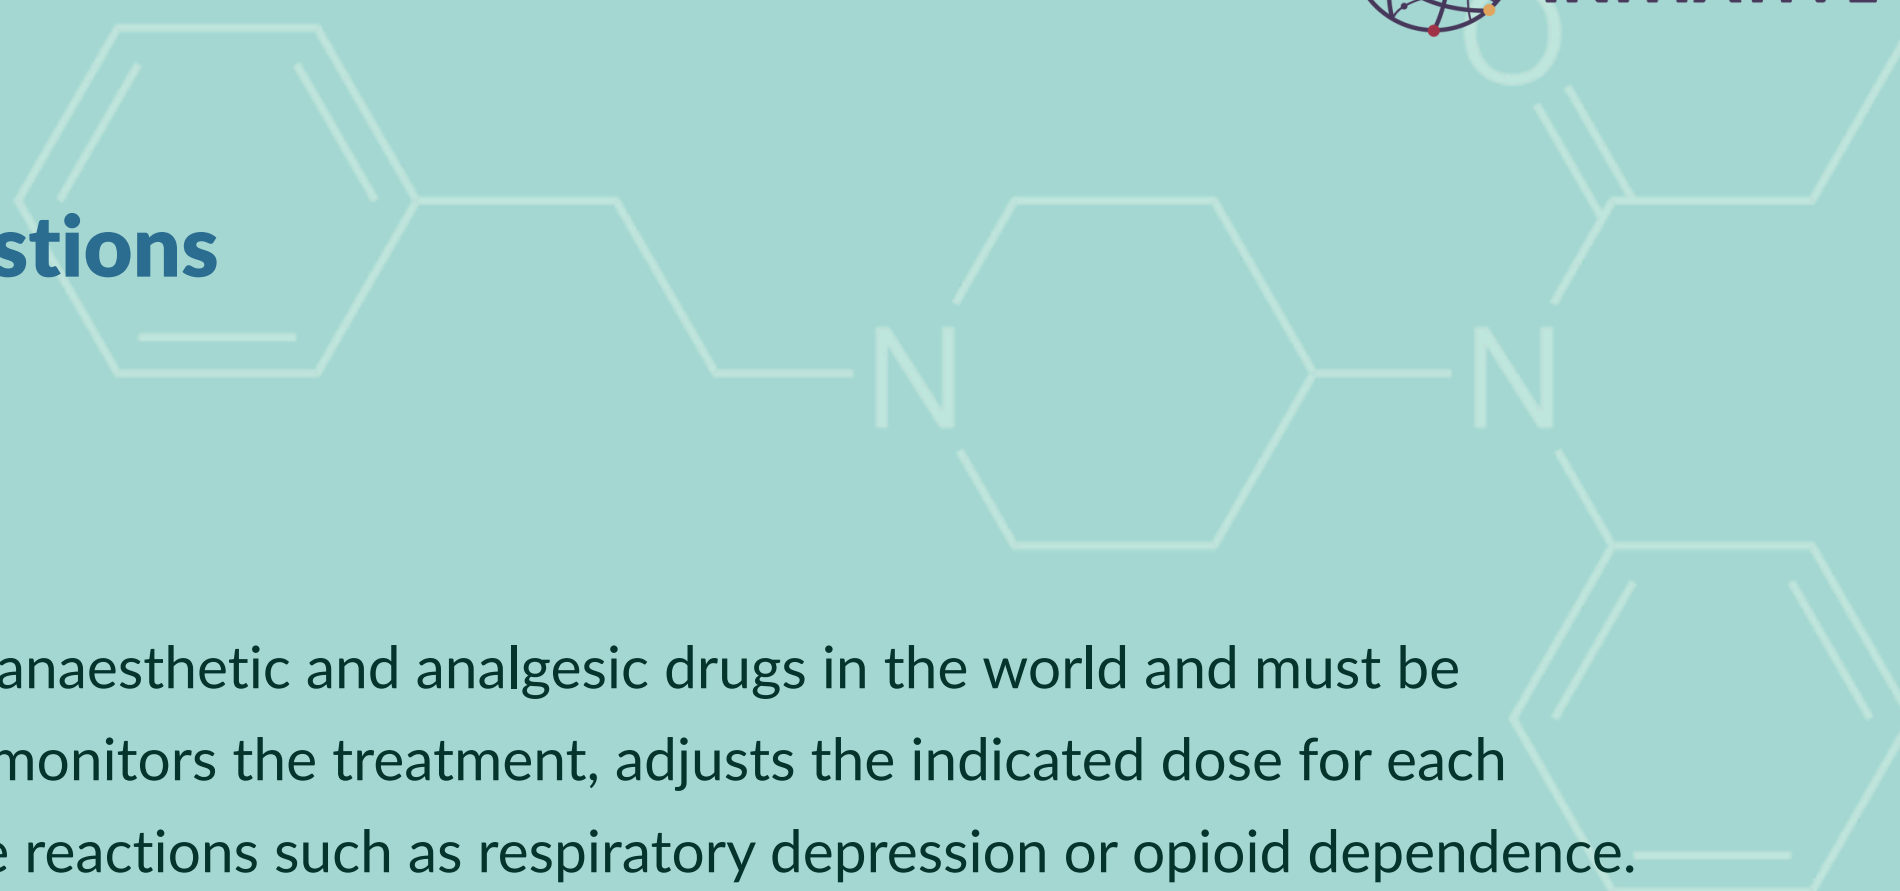 O
stions
N
N
anaesthetic and analgesic drugs in the world and must be
monitors the treatment, adjusts the indicated dose for each
e reactions such as respiratory depression or opioid dependence.